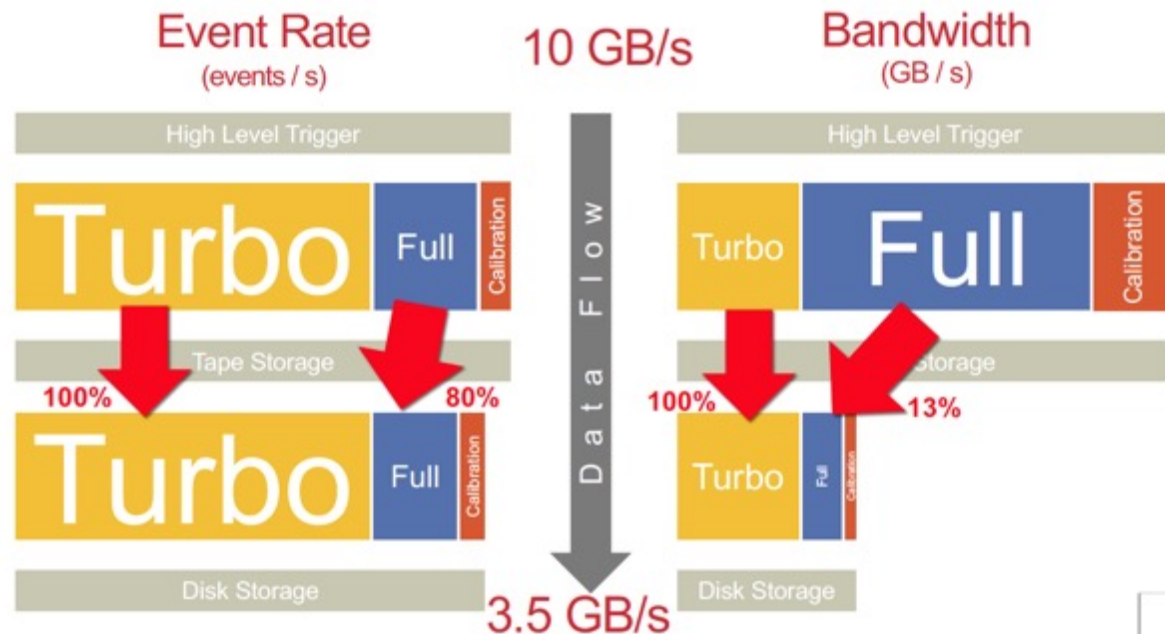 Event Rate
(events / s)
10 GB/s
Bandwidth
(GB / s)
High Level Trigger
High Level Trigger
Turbo
Full
Calibration
Data Flow
Turbo
Full
Calibration
Tape Storage
Storage
100%
80%
100%
13%
Turbo
Full
Calibration
Turbo
Full
Calibration
Disk Storage
3.5 GB/s
Disk Storage